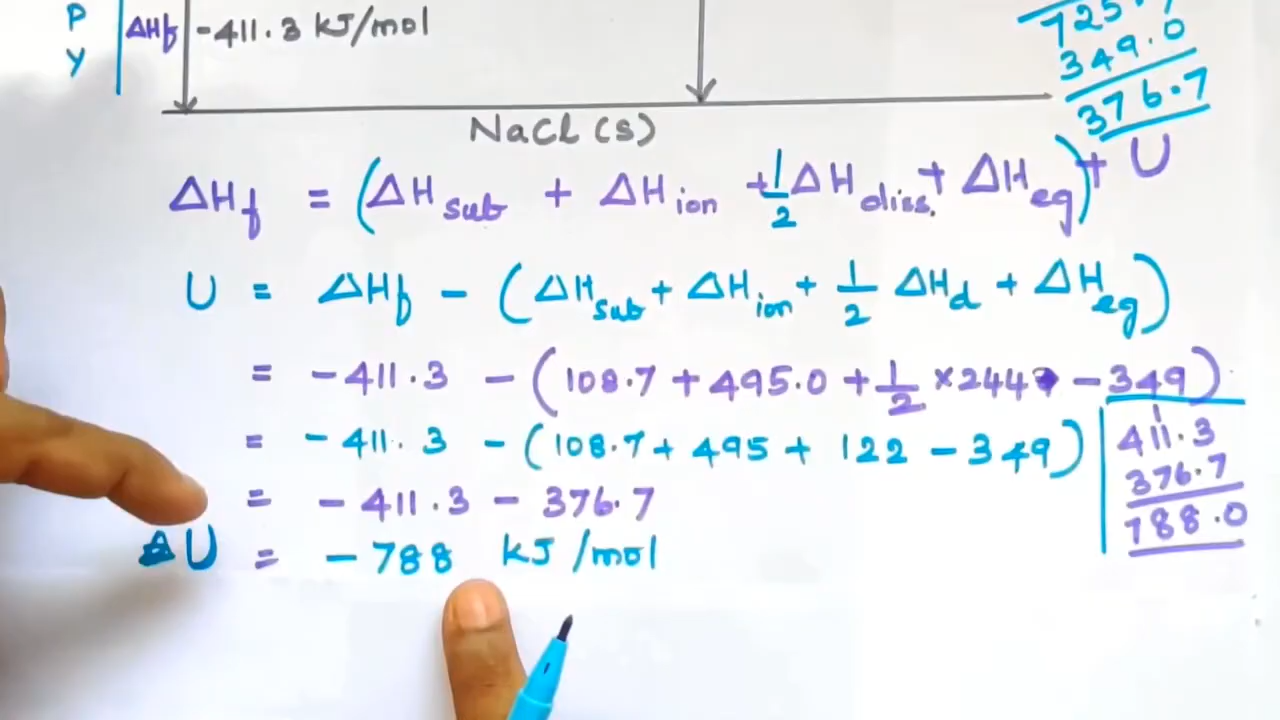 P
Y
ΔHf -411.3 kJ/mol
725.7
349.0
376.7
NaCl (s)
ΔHf = (ΔHsub + ΔHion + 1/2 ΔHdiss. + ΔHeg) + U
U = ΔHf - (ΔHsub + ΔHion + 1/2 ΔHd + ΔHeg)
= -411.3 - (108.7 + 495.0 + 1/2 × 244 - 349)
= -411.3 - (108.7 + 495 + 122 - 349)
= -411.3 - 376.7
ΔU = -788 kJ/mol
1
411.3
376.7
788.0